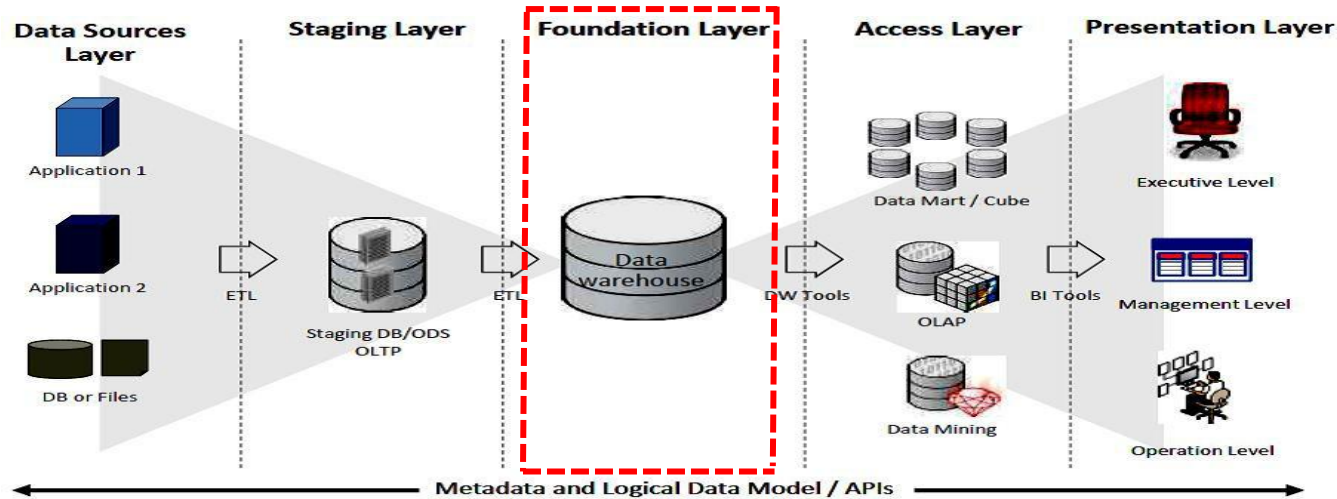 Data Sources
Layer
Staging Layer
Foundation Layer
Access Layer
Presentation Layer
Application 1
Application 2
DB or Files
ETL
Staging DB/ODS
OLTP
ETL
Data
warehouse
DW Tools
Data Mart / Cube
OLAP
Data Mining
BI Tools
Executive Level
Management Level
Operation Level
Metadata and Logical Data Model / APIs